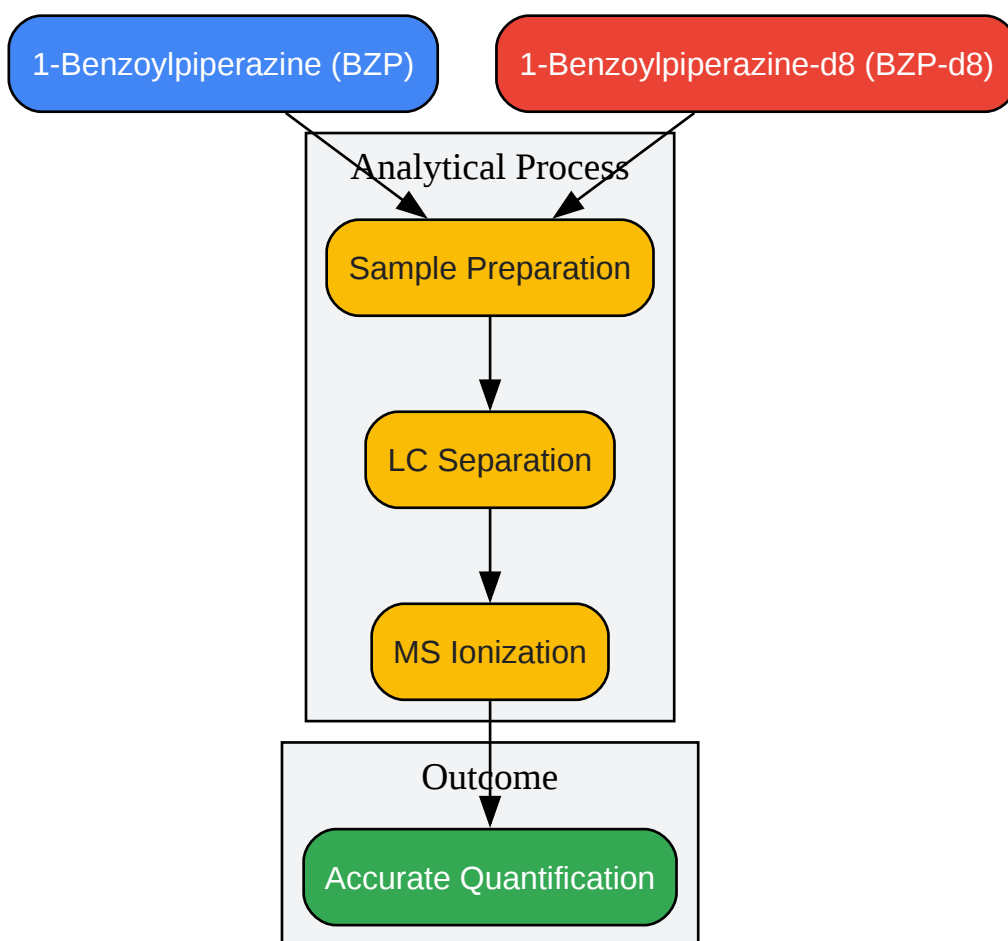 1-Benzoylpiperazine (BZP)
1-Benzoylpiperazine-d8 (BZP-d8)
Analytical Process
Sample Preparation
LC Separation
MS Ionization
Outcome
Accurate Quantification